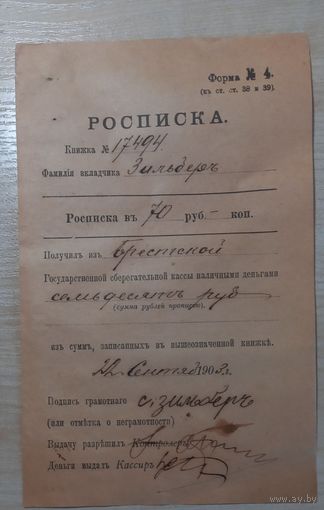 Форма № 4.
(къ ст. ст. 38 и 39).
РОСПИСКА.
Книжка № 17494
Фамилія вкладчика Зильберъ
Росписка въ 70 руб. – коп.
Получилъ изъ Брестской
Государственной сберегательной кассы наличными деньгами
семьдесятъ руб
(сумма рублей прописью).
изъ суммъ, записанныхъ въ вышеозначенной книжкѣ.
22 Сентяб 1903 г.
Подпись грамотнаго С. Зильберъ
(или отмѣтка о неграмотности)
Выдачу разрѣшилъ Контролеръ
Деньги выдалъ Кассиръ
www.ay.by